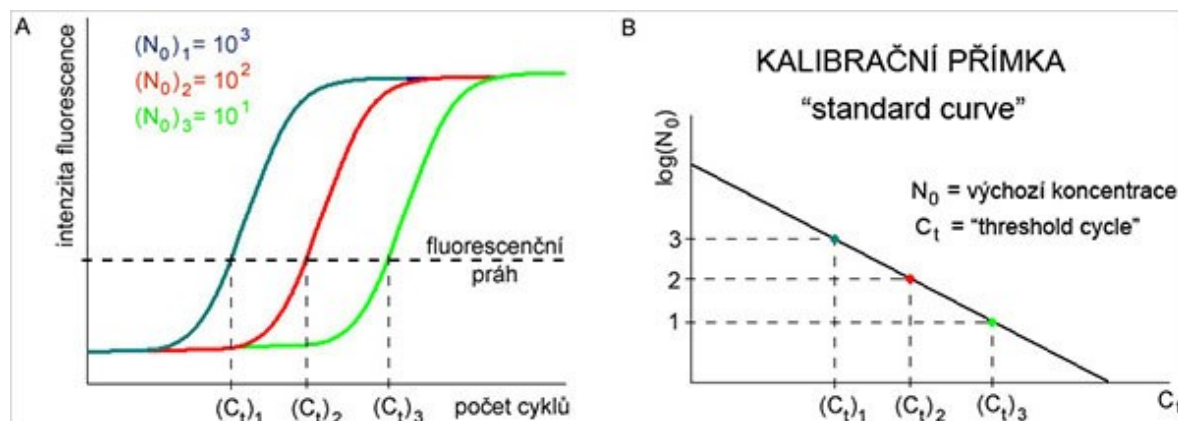 A
(N₀)₁ = 10³
(N₀)₂ = 10²
(N₀)₃ = 10¹
intenzita fluorescence
fluorescenční
práh
(Cₜ)₁ (Cₜ)₂ (Cₜ)₃ počet cyklů
B
KALIBRAČNÍ PŘÍMKA
“standard curve”
log(N₀)
N₀ = výchozí koncentrace
Cₜ = “threshold cycle”
3
2
1
(Cₜ)₁ (Cₜ)₂ (Cₜ)₃ Cₜ